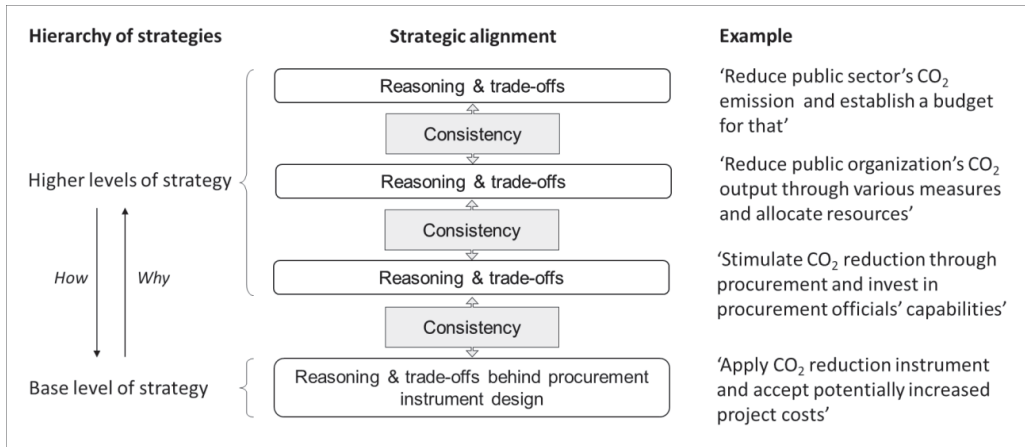 Hierarchy of strategies
Strategic alignment
Example
Reasoning & trade-offs
‘Reduce public sector’s CO₂
emission and establish a budget
for that’
Consistency
Higher levels of strategy
Reasoning & trade-offs
‘Reduce public organization’s CO₂
output through various measures
and allocate resources’
Consistency
How
Why
Reasoning & trade-offs
‘Stimulate CO₂ reduction through
procurement and invest in
procurement officials’ capabilities’
Consistency
Base level of strategy
Reasoning & trade-offs behind procurement
instrument design
‘Apply CO₂ reduction instrument
and accept potentially increased
project costs’